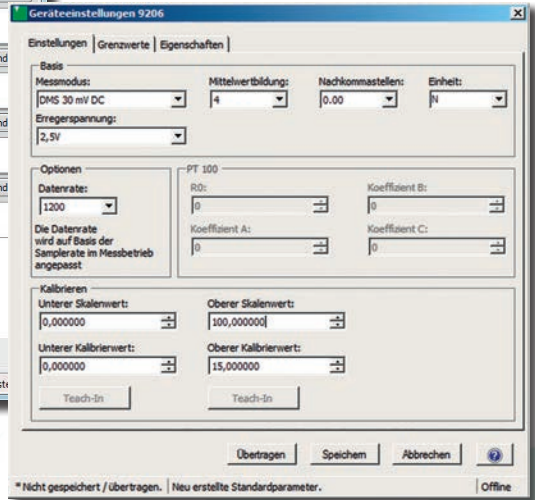 Geräteeinstellungen 9206
Einstellungen Grenzwerte Eigenschaften
Basis
Messmodus: Mittelwertbildung: Nachkommastellen: Einheit:
DMS 30 mV DC 4 0.00 N
Erregerspannung:
2,5V
Optionen
Datenrate:
1200
Die Datenrate
wird auf Basis der
Samplerate im Messbetrieb
angepasst
PT 100
R0: Koeffizient B:
0 0
Koeffizient A: Koeffizient C:
0 0
Kalibrieren
Unterer Skalenwert: Oberer Skalenwert:
0,000000 100,000000
Unterer Kalibrierwert: Oberer Kalibrierwert:
0,000000 15,000000
Teach-In Teach-In
Übertragen Speichern Abbrechen
*Nicht gespeichert / übertragen. Neu erstellte Standardparameter. Offline